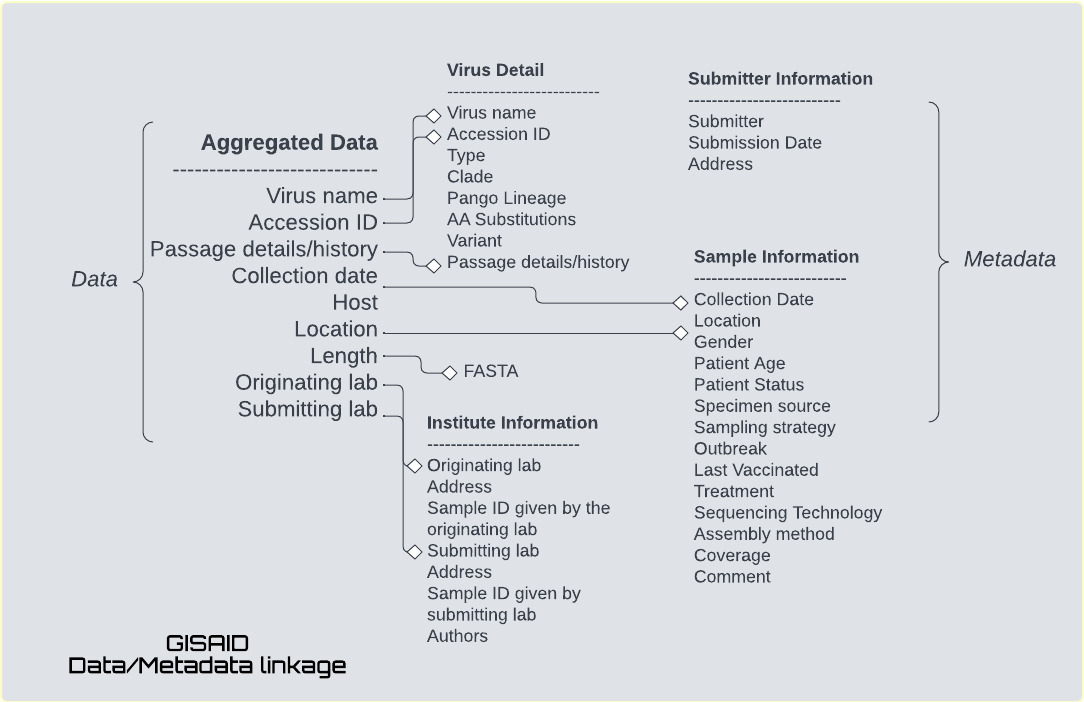 Data
Aggregated Data
----------------------------
Virus name
Accession ID
Passage details/history
Collection date
Host
Location
Length
Originating lab
Submitting lab
Virus Detail
--------------------------
Virus name
Accession ID
Type
Clade
Pango Lineage
AA Substitutions
Variant
Passage details/history
FASTA
Institute Information
--------------------------
Originating lab
Address
Sample ID given by the
originating lab
Submitting lab
Address
Sample ID given by
submitting lab
Authors
Submitter Information
--------------------------
Submitter
Submission Date
Address
Sample Information
--------------------------
Collection Date
Location
Gender
Patient Age
Patient Status
Specimen source
Sampling strategy
Outbreak
Last Vaccinated
Treatment
Sequencing Technology
Assembly method
Coverage
Comment
Metadata
GISAID
Data/Metadata linkage